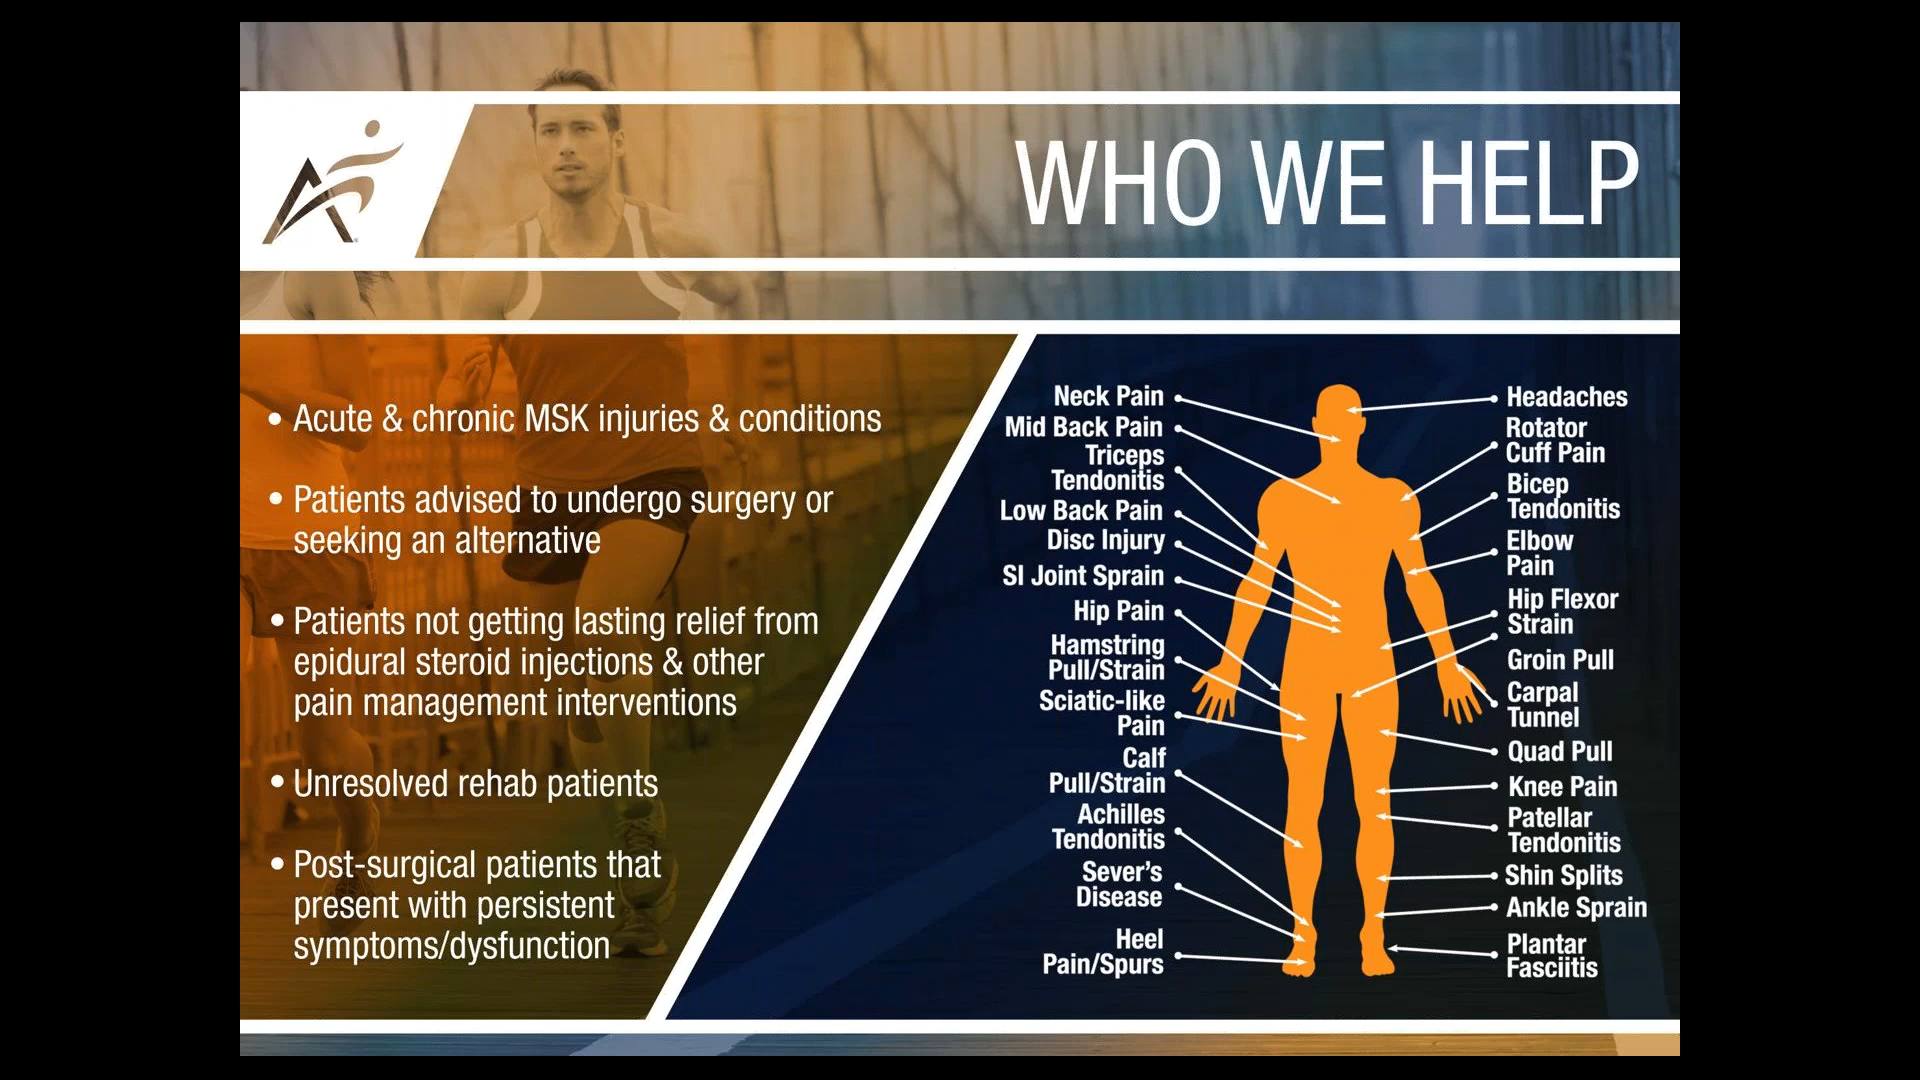 WHO WE HELP
• Acute & chronic MSK injuries & conditions
• Patients advised to undergo surgery or
seeking an alternative
• Patients not getting lasting relief from
epidural steroid injections & other
pain management interventions
• Unresolved rehab patients
• Post-surgical patients that
present with persistent
symptoms/dysfunction
Neck Pain
Mid Back Pain
Triceps
Tendonitis
Low Back Pain
Disc Injury
SI Joint Sprain
Hip Pain
Hamstring
Pull/Strain
Sciatic-like
Pain
Calf
Pull/Strain
Achilles
Tendonitis
Sever's
Disease
Heel
Pain/Spurs
Headaches
Rotator
Cuff Pain
Bicep
Tendonitis
Elbow
Pain
Hip Flexor
Strain
Groin Pull
Carpal
Tunnel
Quad Pull
Knee Pain
Patellar
Tendonitis
Shin Splits
Ankle Sprain
Plantar
Fasciitis